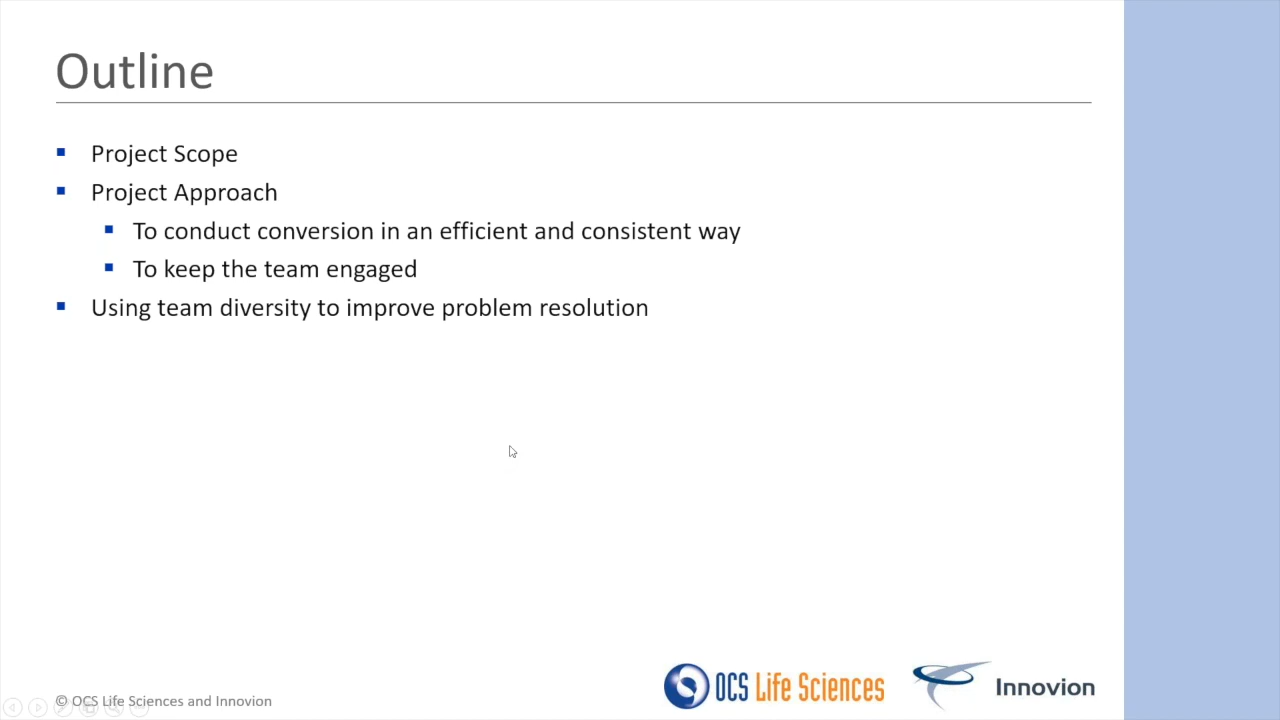 Outline
Project Scope
Project Approach
To conduct conversion in an efficient and consistent way
To keep the team engaged
Using team diversity to improve problem resolution
OCS Life Sciences
Innovion
© OCS Life Sciences and Innovion